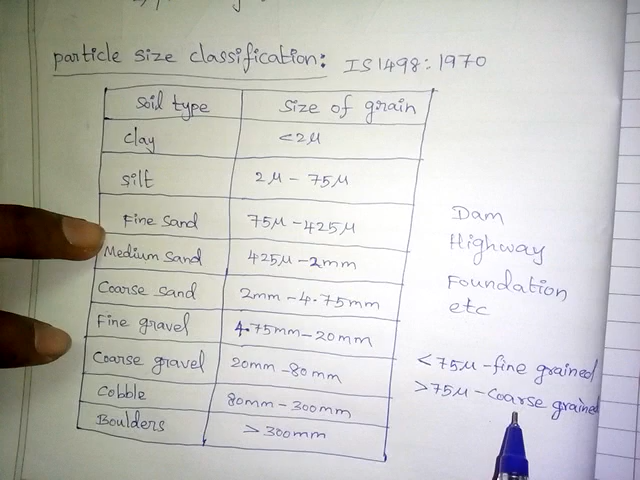 particle size classification: IS1498:1970
Soil type Size of grain
clay <2μ
silt 2μ - 75μ
Fine sand 75μ - 425μ
Medium sand 425μ - 2mm
Coarse sand 2mm - 4.75mm
Fine gravel 4.75mm - 20mm
Coarse gravel 20mm - 80mm
Cobble 80mm - 300mm
Boulders > 300mm
Dam
Highway
Foundation
etc
<75μ - fine grained
>75μ - Coarse grained